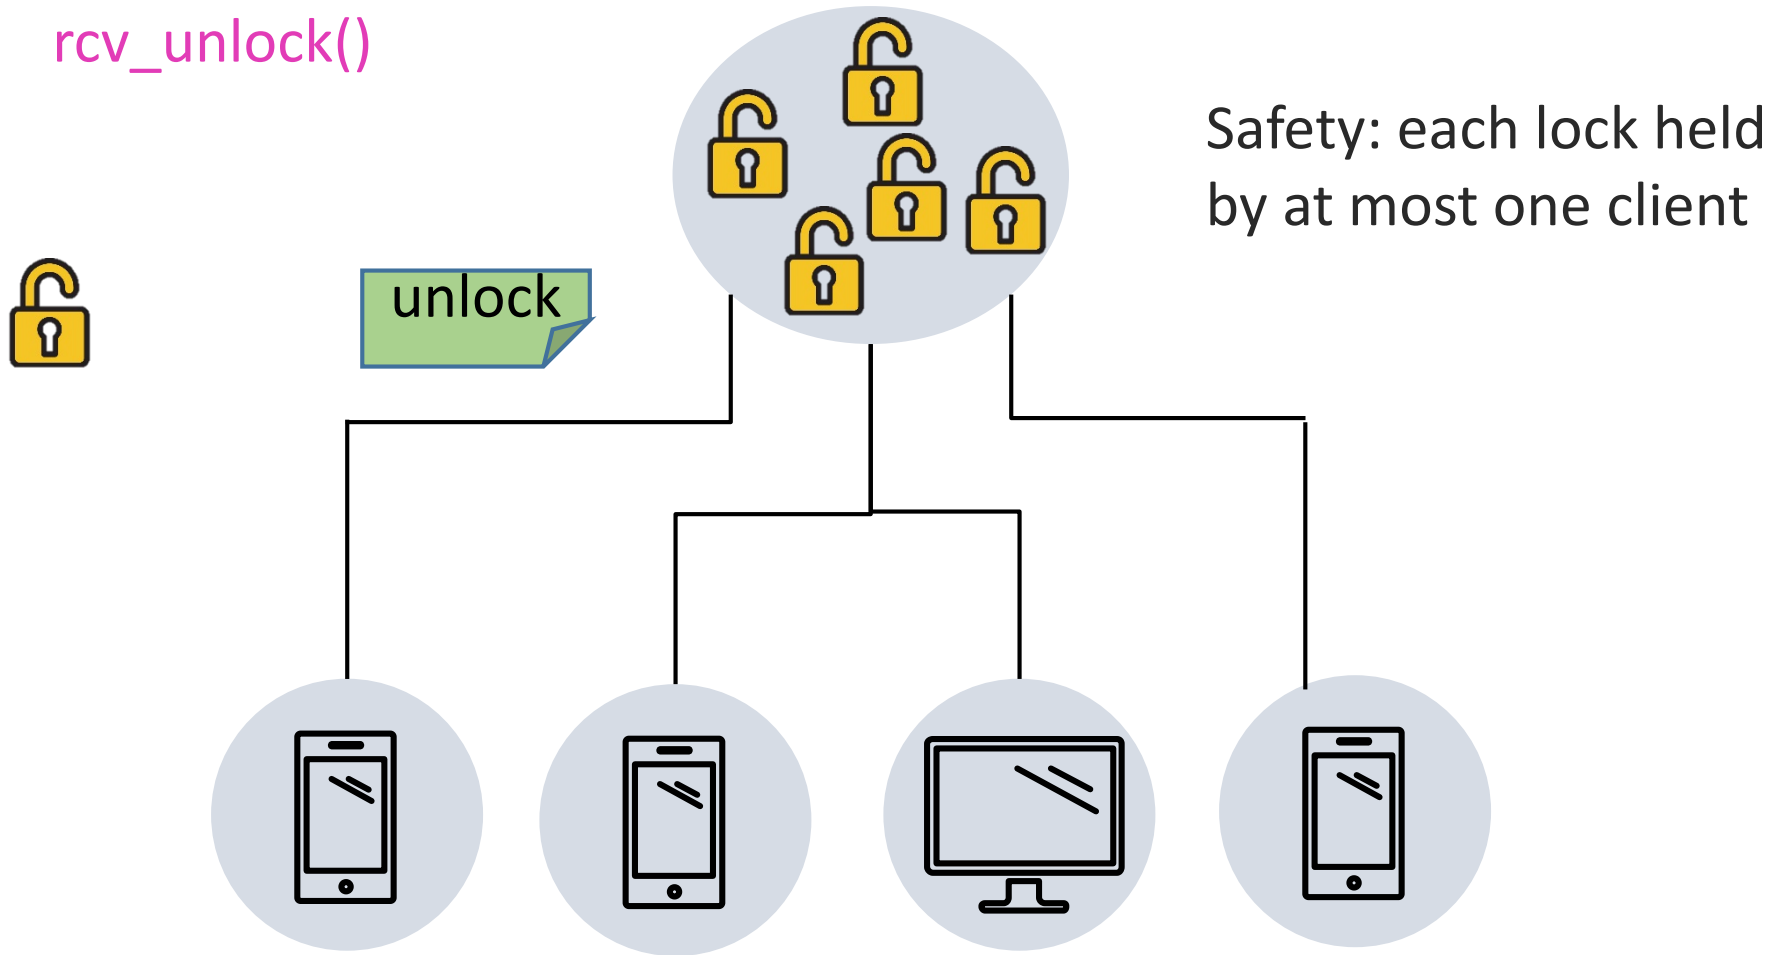 rcv_unlock()
Safety: each lock held
by at most one client
unlock